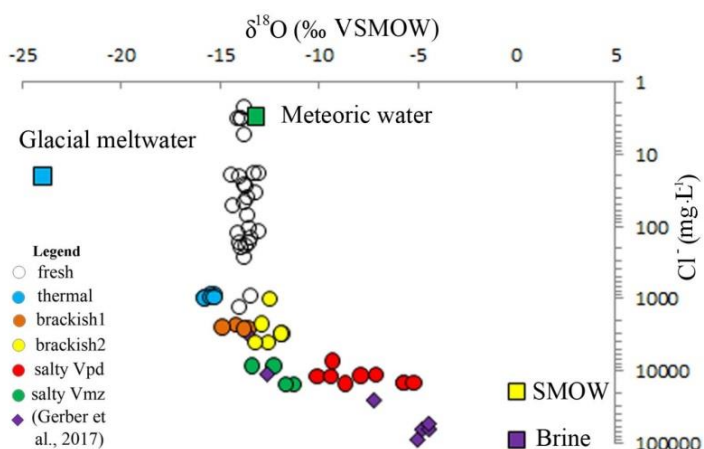 δ¹⁸O (‰ VSMOW)
-25 -20 -15 -10 -5 0 5
1
Meteoric water
Glacial meltwater
10
100
Cl⁻ (mg·L⁻¹)
Legend
fresh
thermal
1000
brackish1
brackish2
salty Vpd
10000
salty Vmz
SMOW
(Gerber et
al., 2017)
Brine
100000